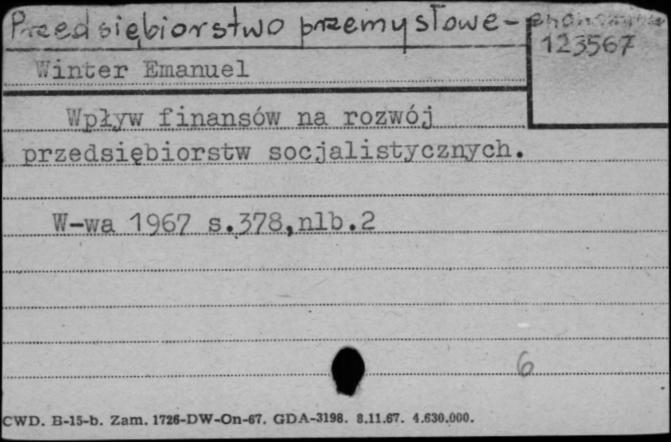 Przedsiębiorstwo przemysłowe-
123567
Winter Emanuel
Wpływ finansów na rozwój
przedsiębiorstw socjalistycznych.
W-wa 1967 s.378,nlb.2
6
CWD. B-15-b. Zam. 1726-DW-On-67. GDA-3198. 8.11.67. 4.630.000.